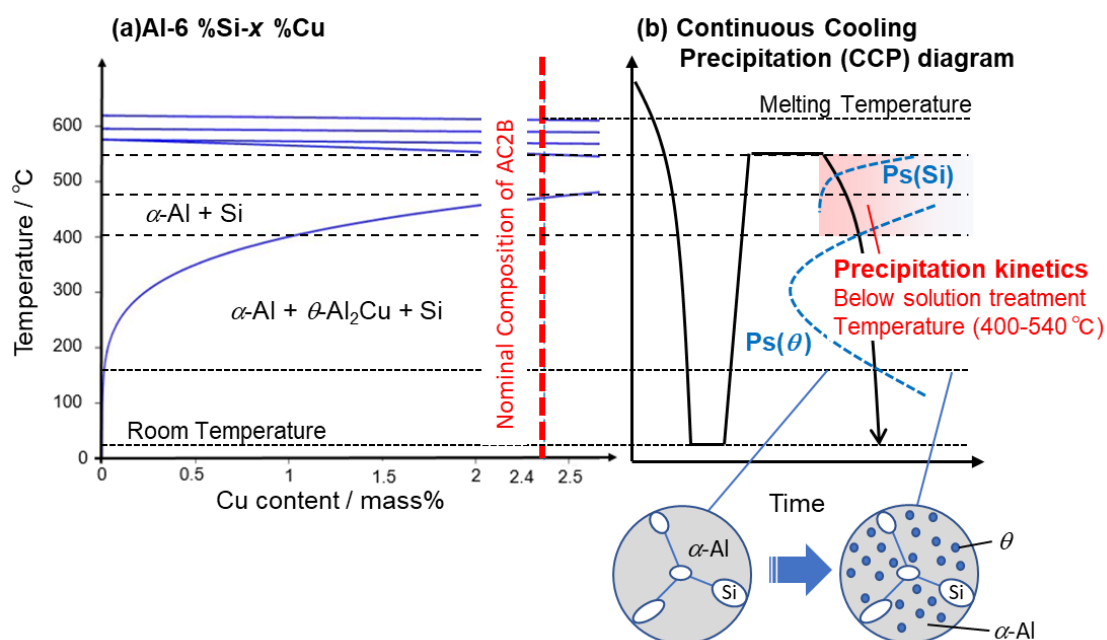 (a)Al-6 %Si-x %Cu
Temperature / °C
600
500
400
300
200
100
0
α-Al + Si
α-Al + θ-Al₂Cu + Si
Room Temperature
Nominal Composition of AC2B
0
1
1.5
2
2.4
2.5
Cu content / mass%
(b) Continuous Cooling
Precipitation (CCP) diagram
Melting Temperature
Ps(Si)
Precipitation kinetics
Below solution treatment
Temperature (400-540 °C)
Ps(θ)
Time
α-Al
Si
θ
Si
α-Al